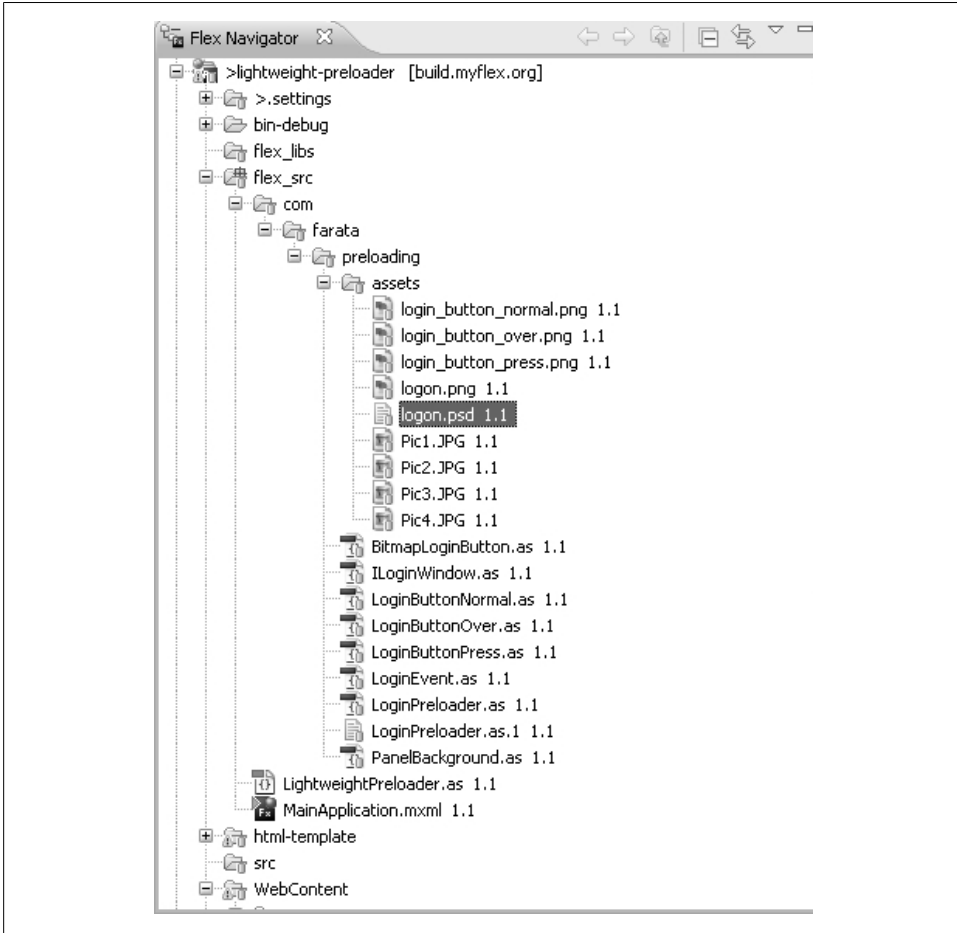 Flex Navigator
>lightweight-preloader [build.myflex.org]
>.settings
bin-debug
flex_libs
flex_src
com
farata
preloading
assets
login_button_normal.png 1.1
login_button_over.png 1.1
login_button_press.png 1.1
logon.png 1.1
logon.psd 1.1
Pic1.JPG 1.1
Pic2.JPG 1.1
Pic3.JPG 1.1
Pic4.JPG 1.1
BitmapLoginButton.as 1.1
ILoginWindow.as 1.1
LoginButtonNormal.as 1.1
LoginButtonOver.as 1.1
LoginButtonPress.as 1.1
LoginEvent.as 1.1
LoginPreloader.as 1.1
LoginPreloader.as.1 1.1
PanelBackground.as 1.1
LightweightPreloader.as 1.1
MainApplication.mxml 1.1
html-template
src
WebContent